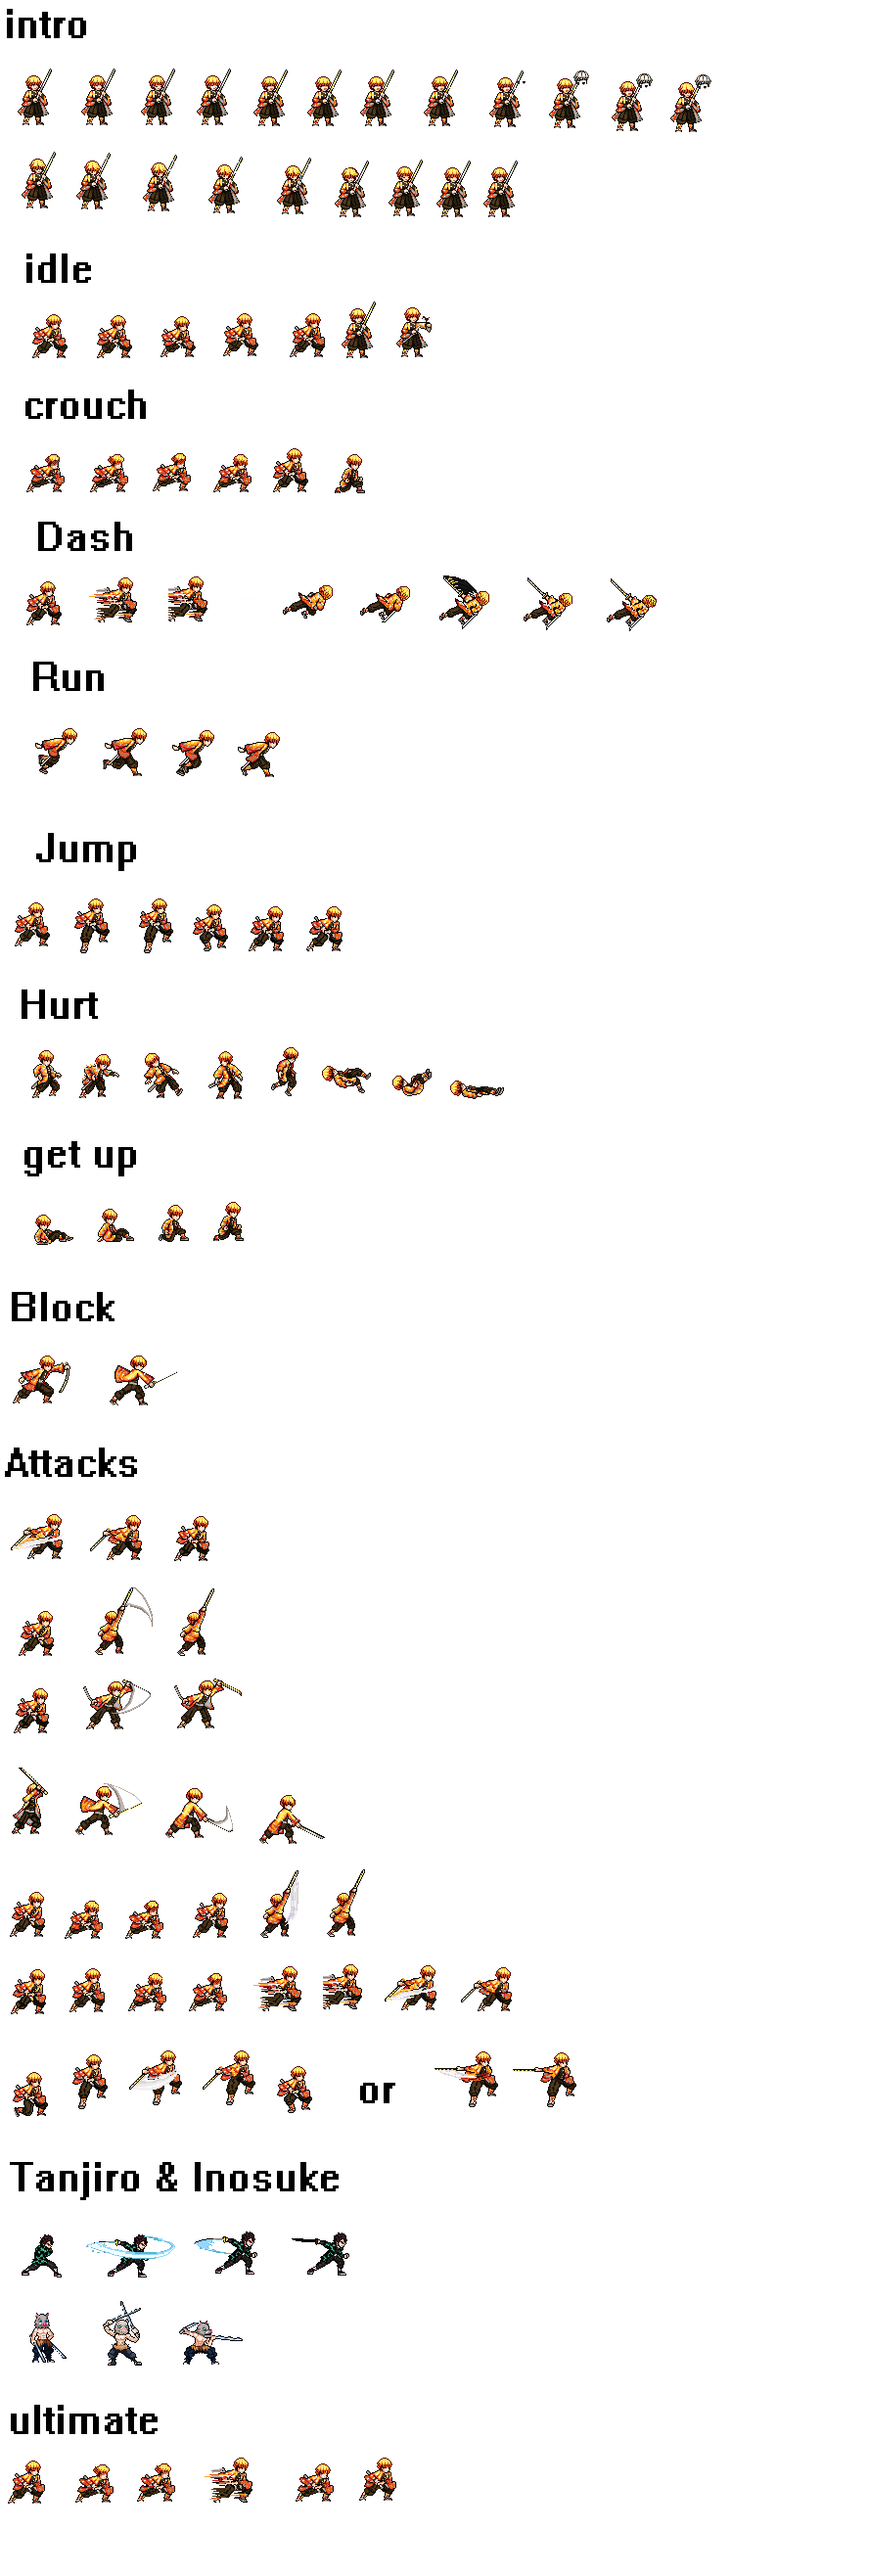 intro
idle
crouch
Dash
Run
Jump
Hurt
get up
Block
Attacks
or
Tanjiro & Inosuke
ultimate